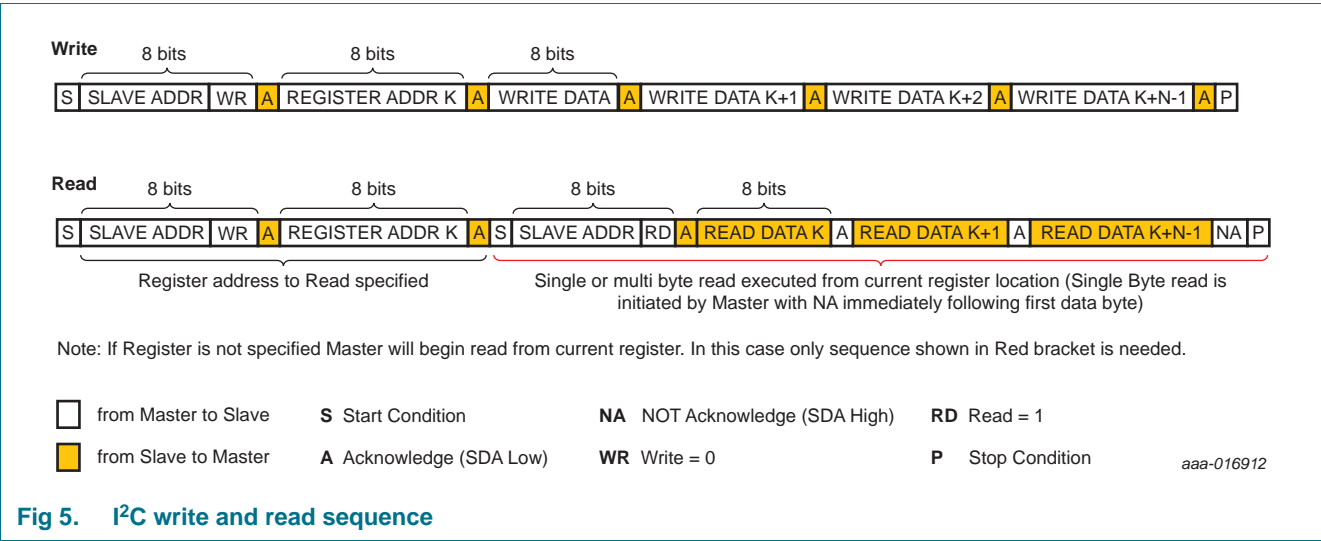 Write
8 bits 8 bits 8 bits
S SLAVE ADDR WR A REGISTER ADDR K A WRITE DATA A WRITE DATA K+1 A WRITE DATA K+2 A WRITE DATA K+N-1 A P
Read
8 bits 8 bits 8 bits 8 bits
S SLAVE ADDR WR A REGISTER ADDR K A S SLAVE ADDR RD A READ DATA K A READ DATA K+1 A READ DATA K+N-1 NA P
Register address to Read specified
Single or multi byte read executed from current register location (Single Byte read is
initiated by Master with NA immediately following first data byte)
Note: If Register is not specified Master will begin read from current register. In this case only sequence shown in Red bracket is needed.
from Master to Slave S Start Condition NA NOT Acknowledge (SDA High) RD Read = 1
from Slave to Master A Acknowledge (SDA Low) WR Write = 0 P Stop Condition aaa-016912
Fig 5. I²C write and read sequence